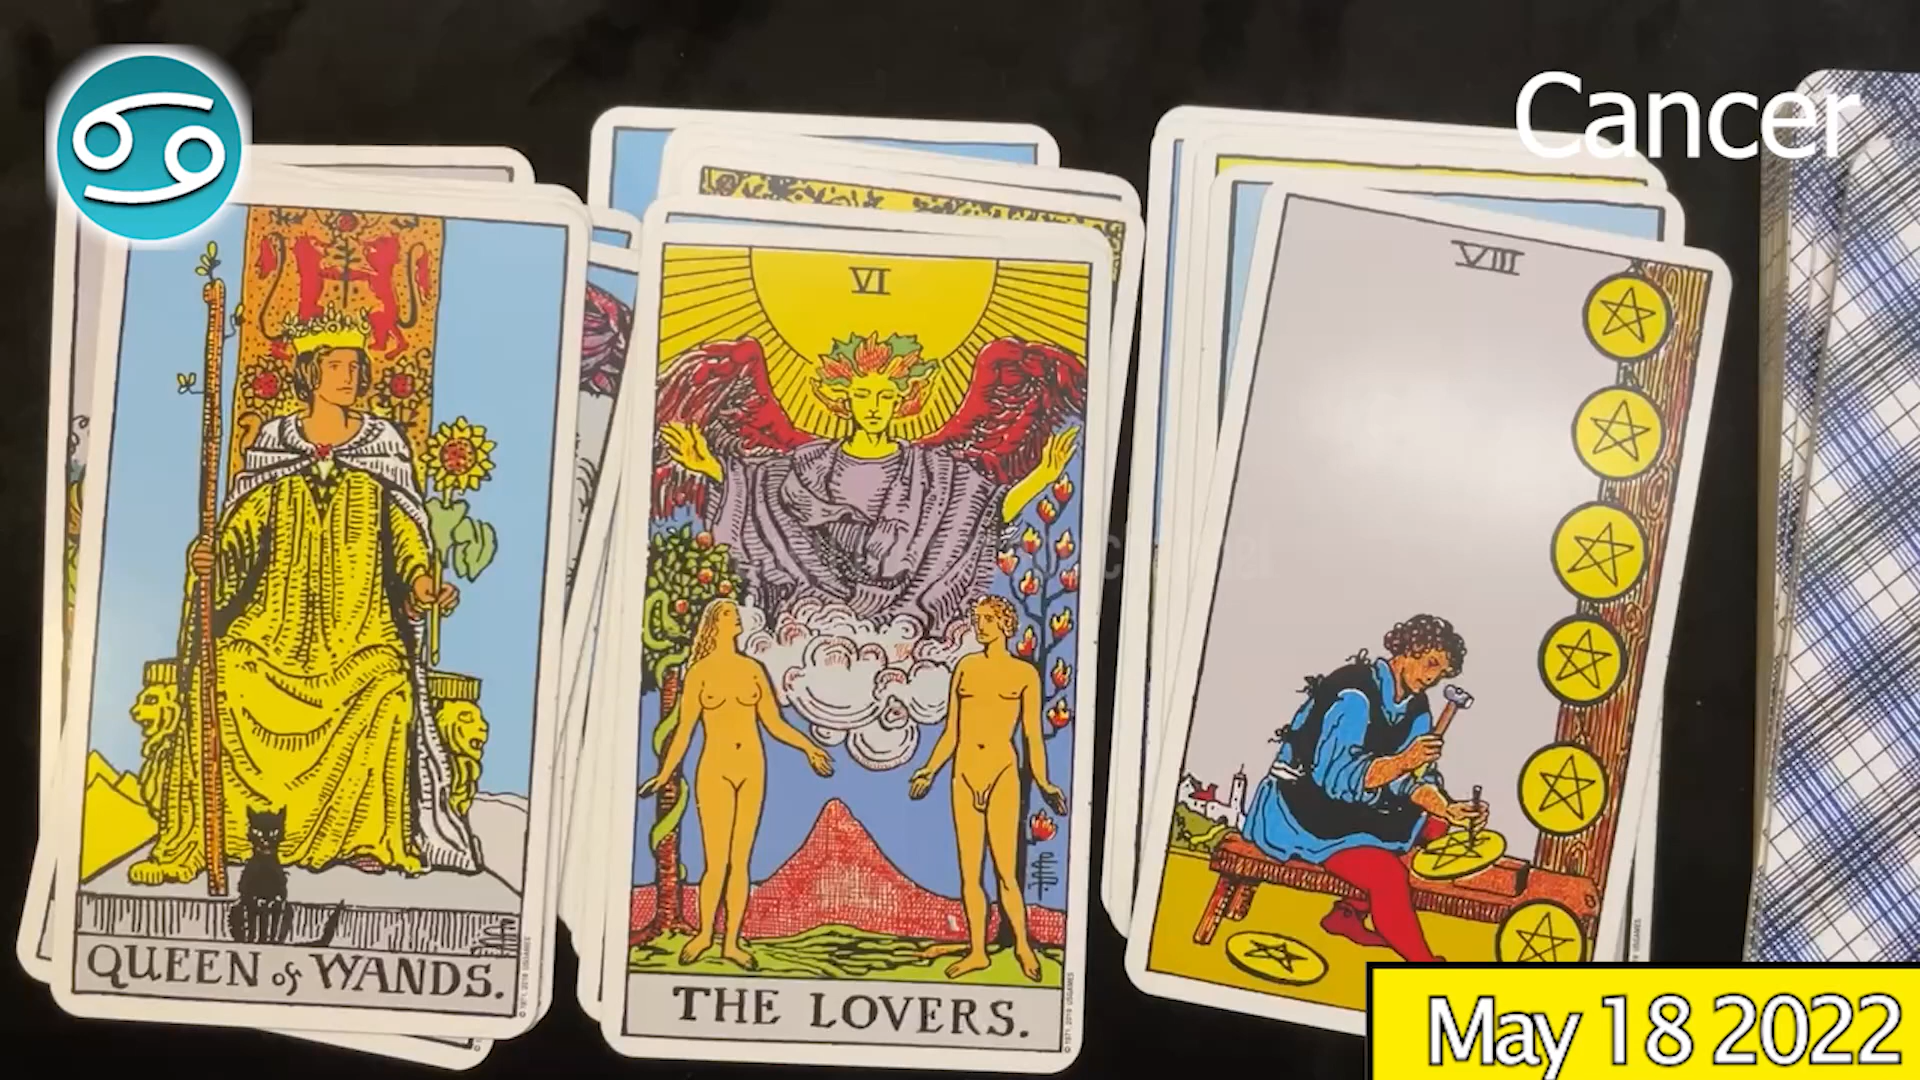 Cancer
VI
VIII
QUEEN of WANDS.
THE LOVERS.
May 18 2022